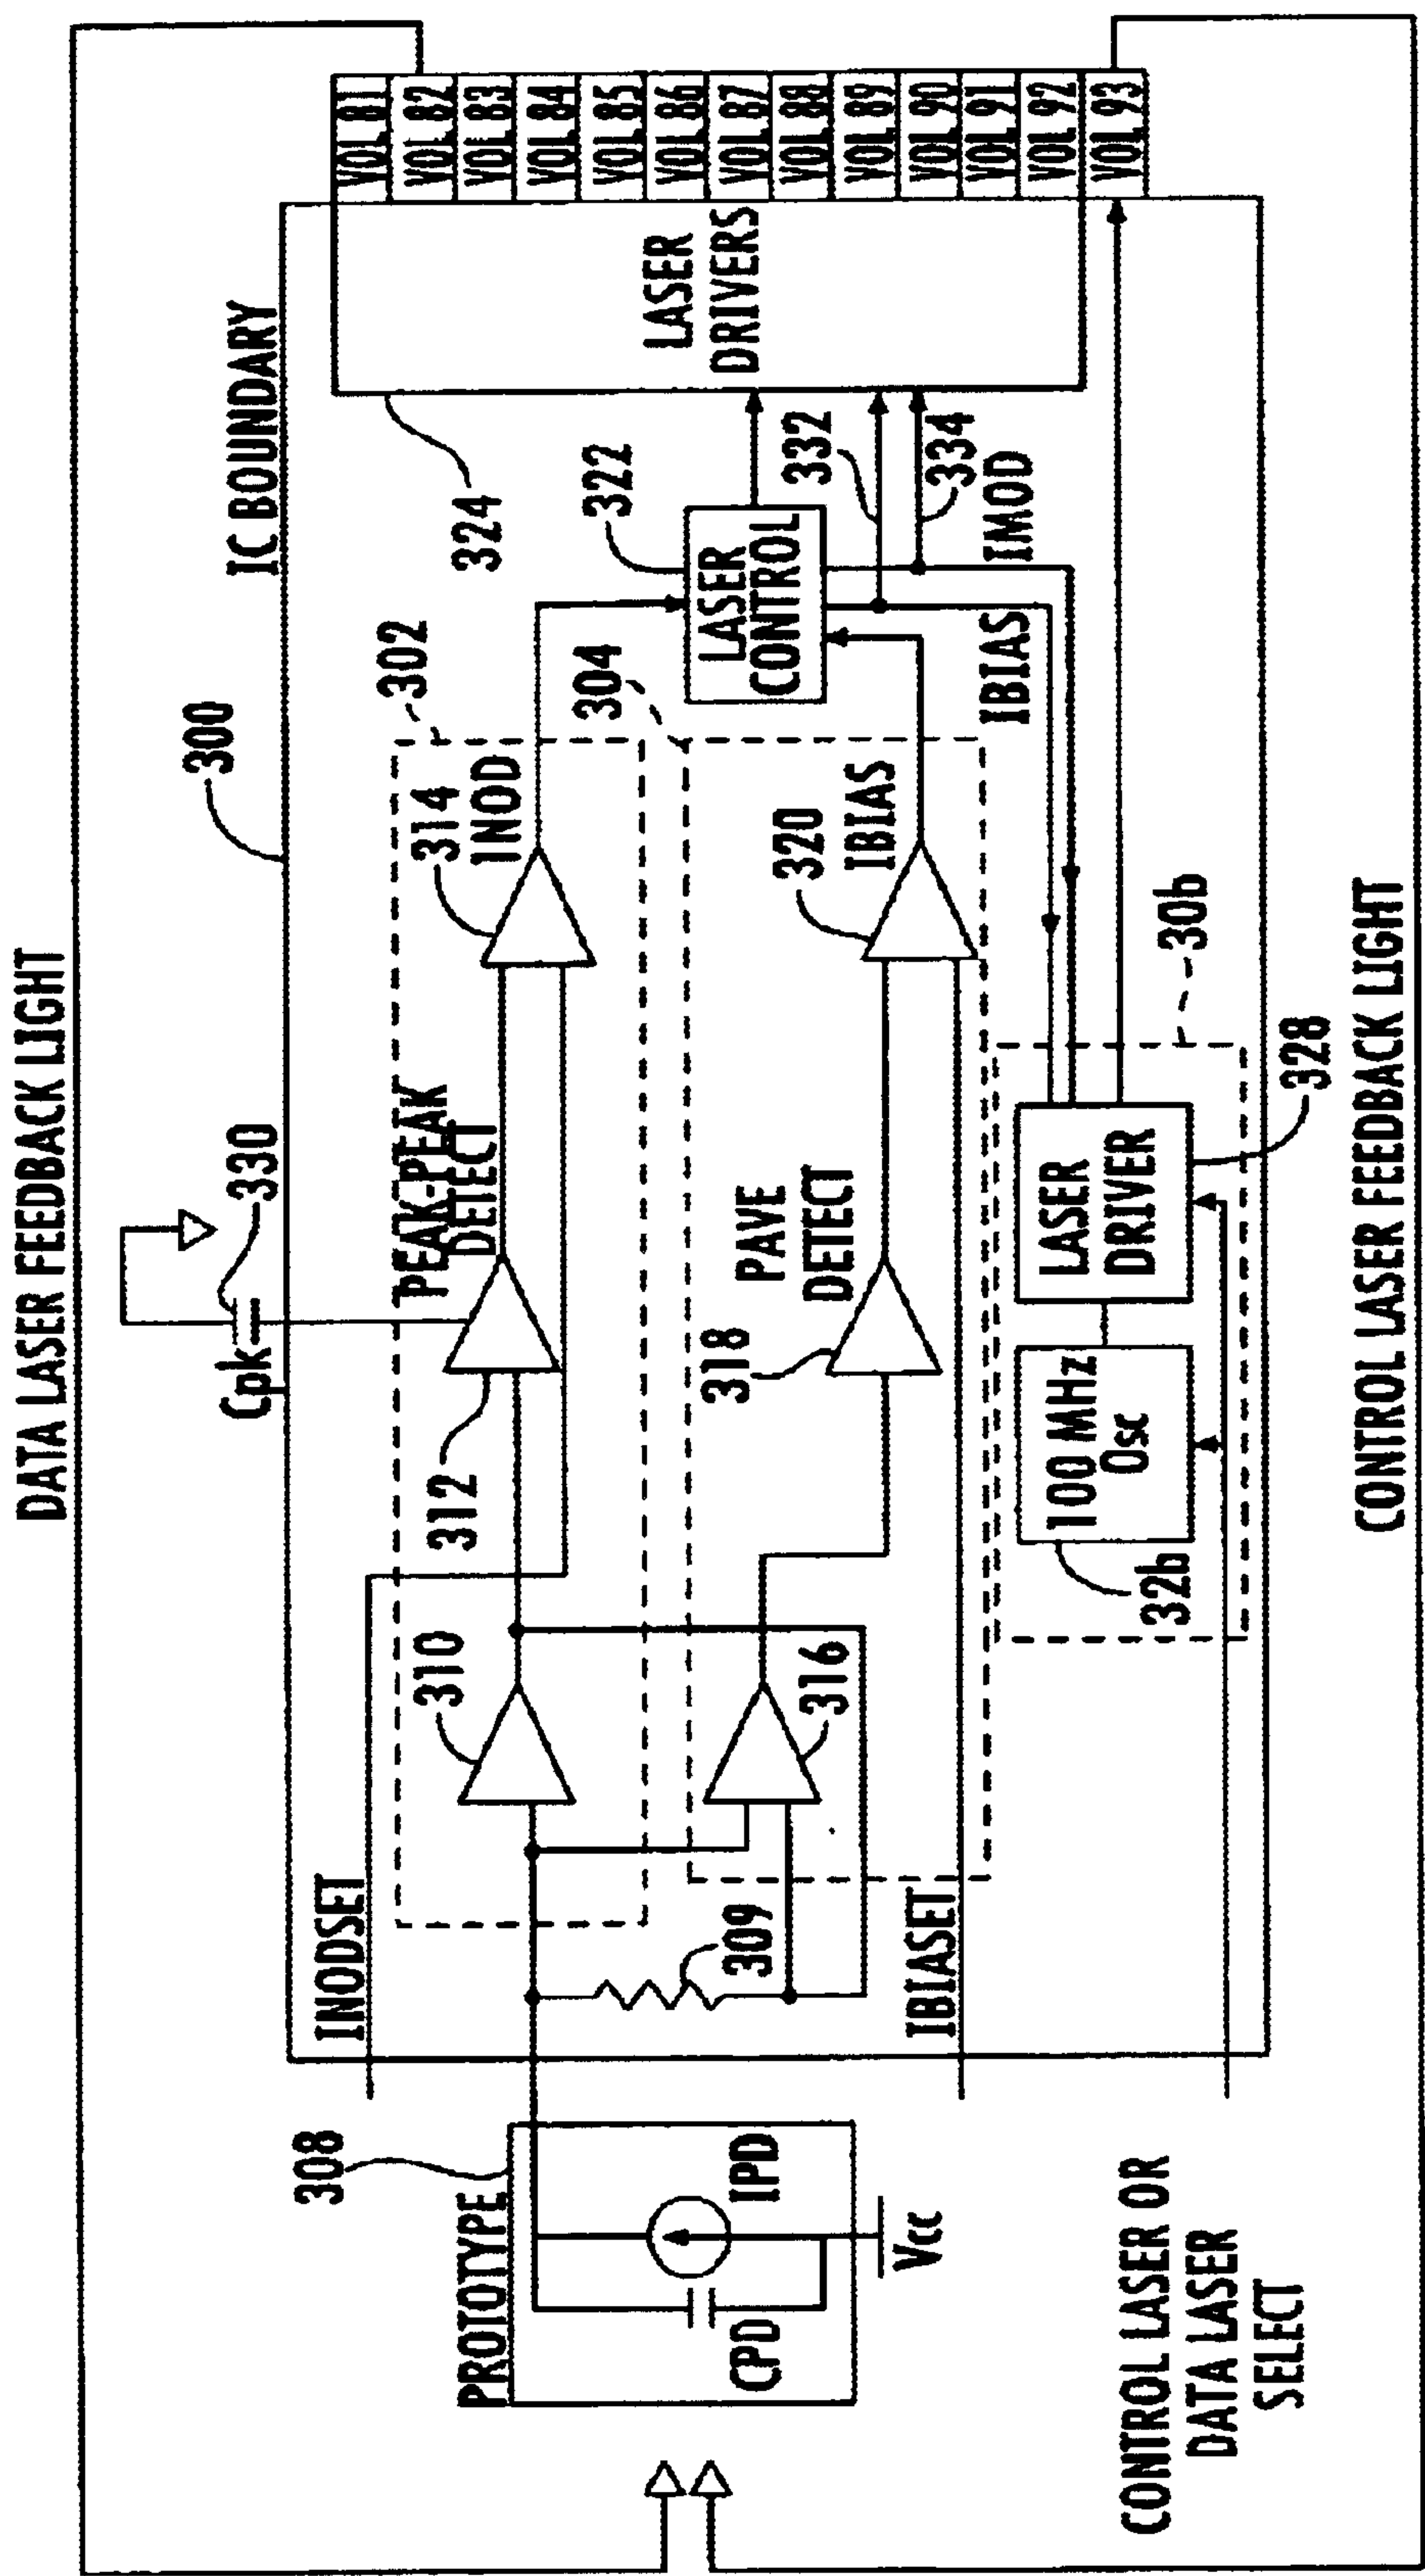 DATA LASER FEEDBACK LIGHT
Cpk
330
300
IC BOUNDARY
INODSET
310
312
PEAK-PEAK
DETECT
314
1NOD
302
304
324
322
LASER
CONTROL
332
334
IMOD
IBIAS
LASER
DRIVERS
VOL 81
VOL 82
VOL 83
VOL 84
VOL 85
VOL 86
VOL 87
VOL 88
VOL 89
VOL 90
VOL 91
VOL 92
VOL 93
308
PROTOTYPE
CPD
IPD
Vcc
309
316
318
PAVE
DETECT
320
IBIAS
IBIASET
100 MHz
Osc
32b
LASER
DRIVER
30b
328
CONTROL LASER OR
DATA LASER
SELECT
CONTROL LASER FEEDBACK LIGHT